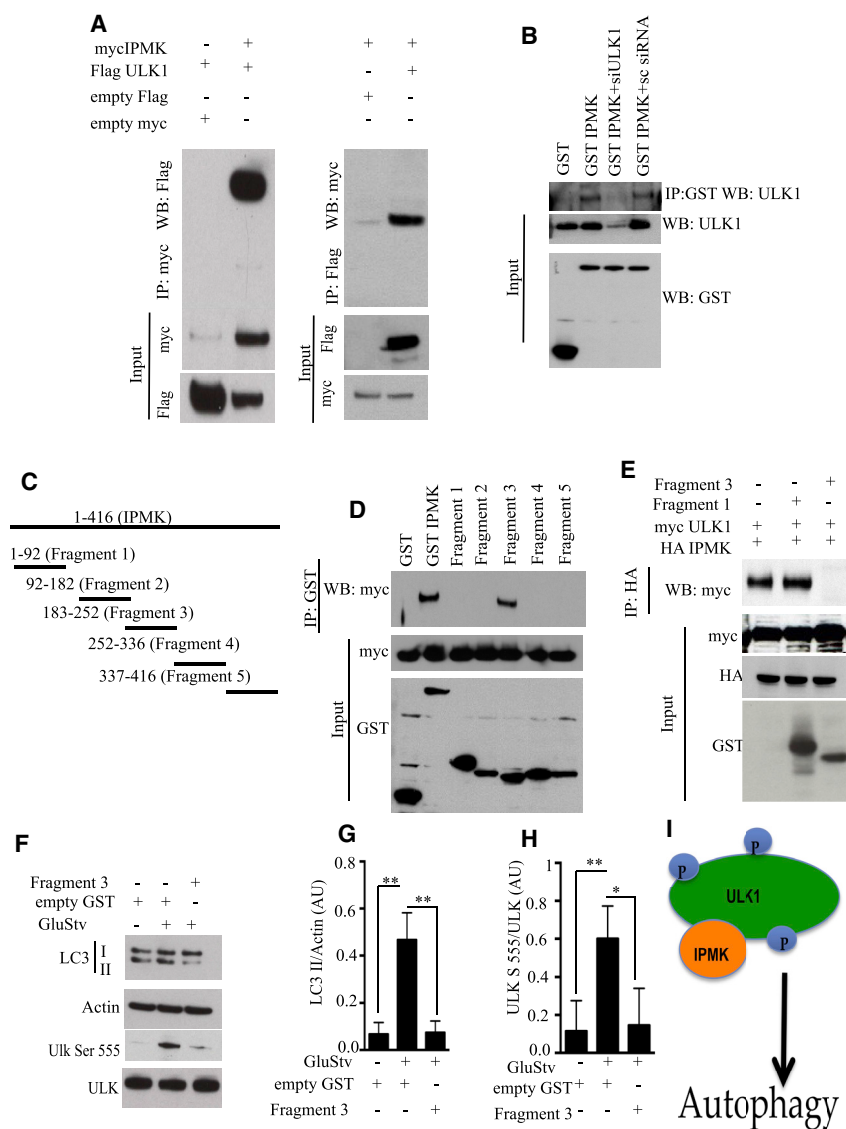 A
mycIPMK - + + +
Flag ULK1 + + - +
empty Flag - - + -
empty myc + - - -
IP: myc WB: Flag
IP: Flag WB: myc
Input
myc
Flag
Input
Flag
myc
B
GST
GST IPMK
GST IPMK+siULK1
GST IPMK+sc siRNA
IP:GST WB: ULK1
WB: ULK1
WB: GST
Input
C
1-416 (IPMK)
1-92 (Fragment 1)
92-182 (Fragment 2)
183-252 (Fragment 3)
252-336 (Fragment 4)
337-416 (Fragment 5)
D
GST
GST IPMK
Fragment 1
Fragment 2
Fragment 3
Fragment 4
Fragment 5
IP: GST
WB: myc
myc
GST
Input
E
Fragment 3 - - +
Fragment 1 - + -
myc ULK1 + + +
HA IPMK + + +
IP: HA
WB: myc
myc
HA
GST
Input
F
Fragment 3 - - +
empty GST + + -
GluStv - + +
LC3 I
II
Actin
Ulk Ser 555
ULK
G
LC3 II/Actin (AU)
0.8
0.6
0.4
0.2
0.0
** **
GluStv - + +
empty GST + + -
Fragment 3 - - +
H
ULK S 555/ULK (AU)
1
0.8
0.6
0.4
0.2
0.0
** *
GluStv - + +
empty GST + + -
Fragment 3 - - +
I
P
P
ULK1
IPMK
P
Autophagy